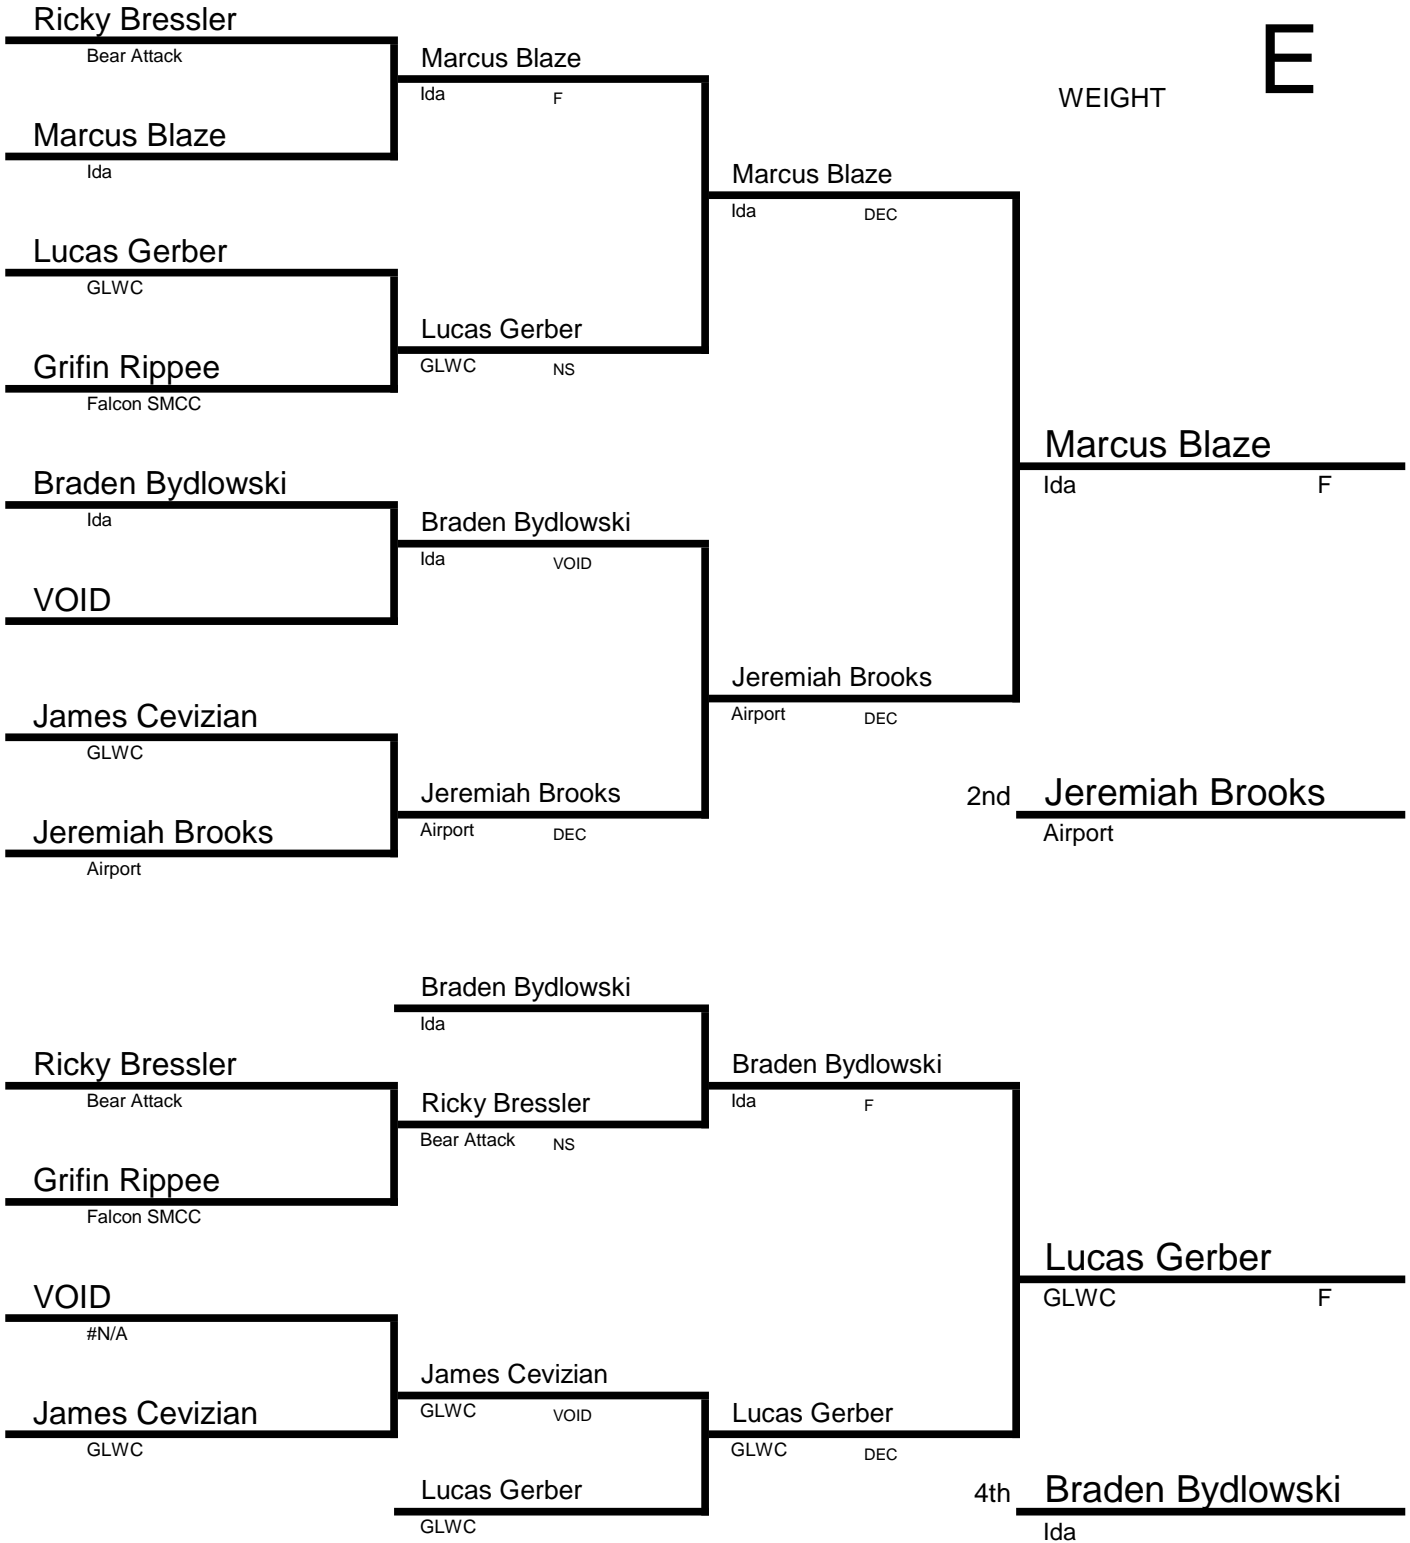 Ricky Bressler
Bear Attack
Marcus Blaze
Ida F
E
WEIGHT
Marcus Blaze
Ida
Marcus Blaze
Ida DEC
Lucas Gerber
GLWC
Lucas Gerber
GLWC NS
Grifin Rippee
Falcon SMCC
Marcus Blaze
Ida F
Braden Bydlowski
Ida
Braden Bydlowski
Ida VOID
VOID
Jeremiah Brooks
Airport DEC
James Cevizian
GLWC
Jeremiah Brooks
Airport DEC
2nd Jeremiah Brooks
Airport
Jeremiah Brooks
Airport
Braden Bydlowski
Ida
Ricky Bressler
Bear Attack
Braden Bydlowski
Ida F
Ricky Bressler
Bear Attack NS
Grifin Rippee
Falcon SMCC
Lucas Gerber
GLWC F
VOID
#N/A
James Cevizian
GLWC VOID
James Cevizian
GLWC
Lucas Gerber
GLWC DEC
Lucas Gerber
GLWC
4th Braden Bydlowski
Ida